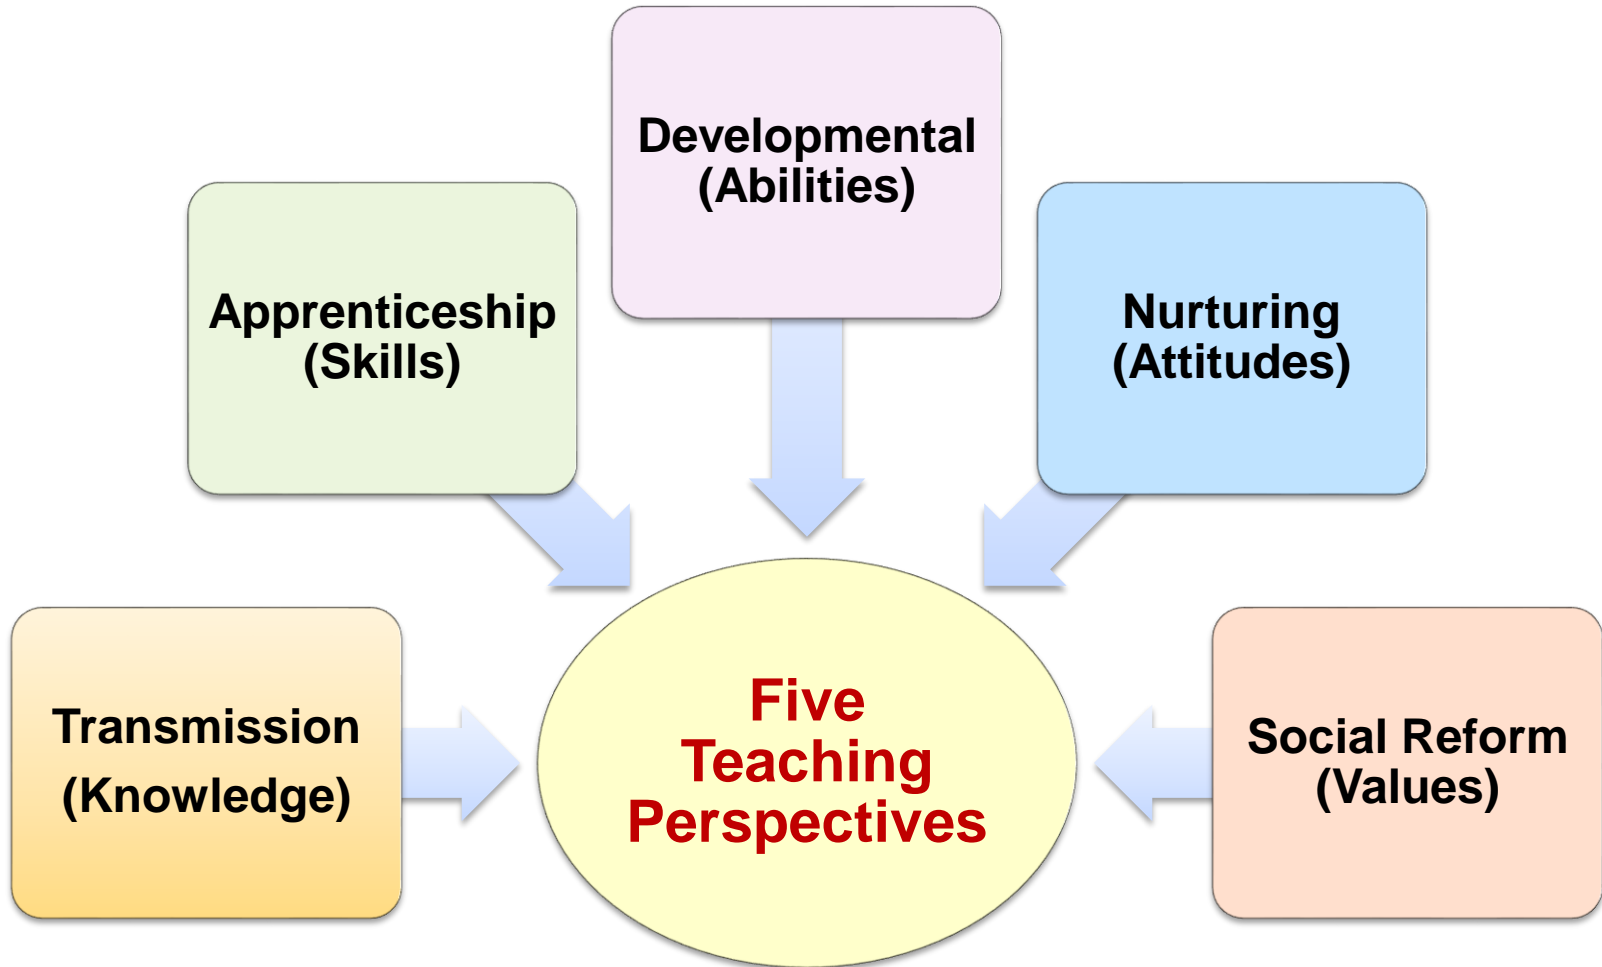 Developmental
(Abilities)
Apprenticeship
(Skills)
Nurturing
(Attitudes)
Transmission
(Knowledge)
Five
Teaching
Perspectives
Social Reform
(Values)